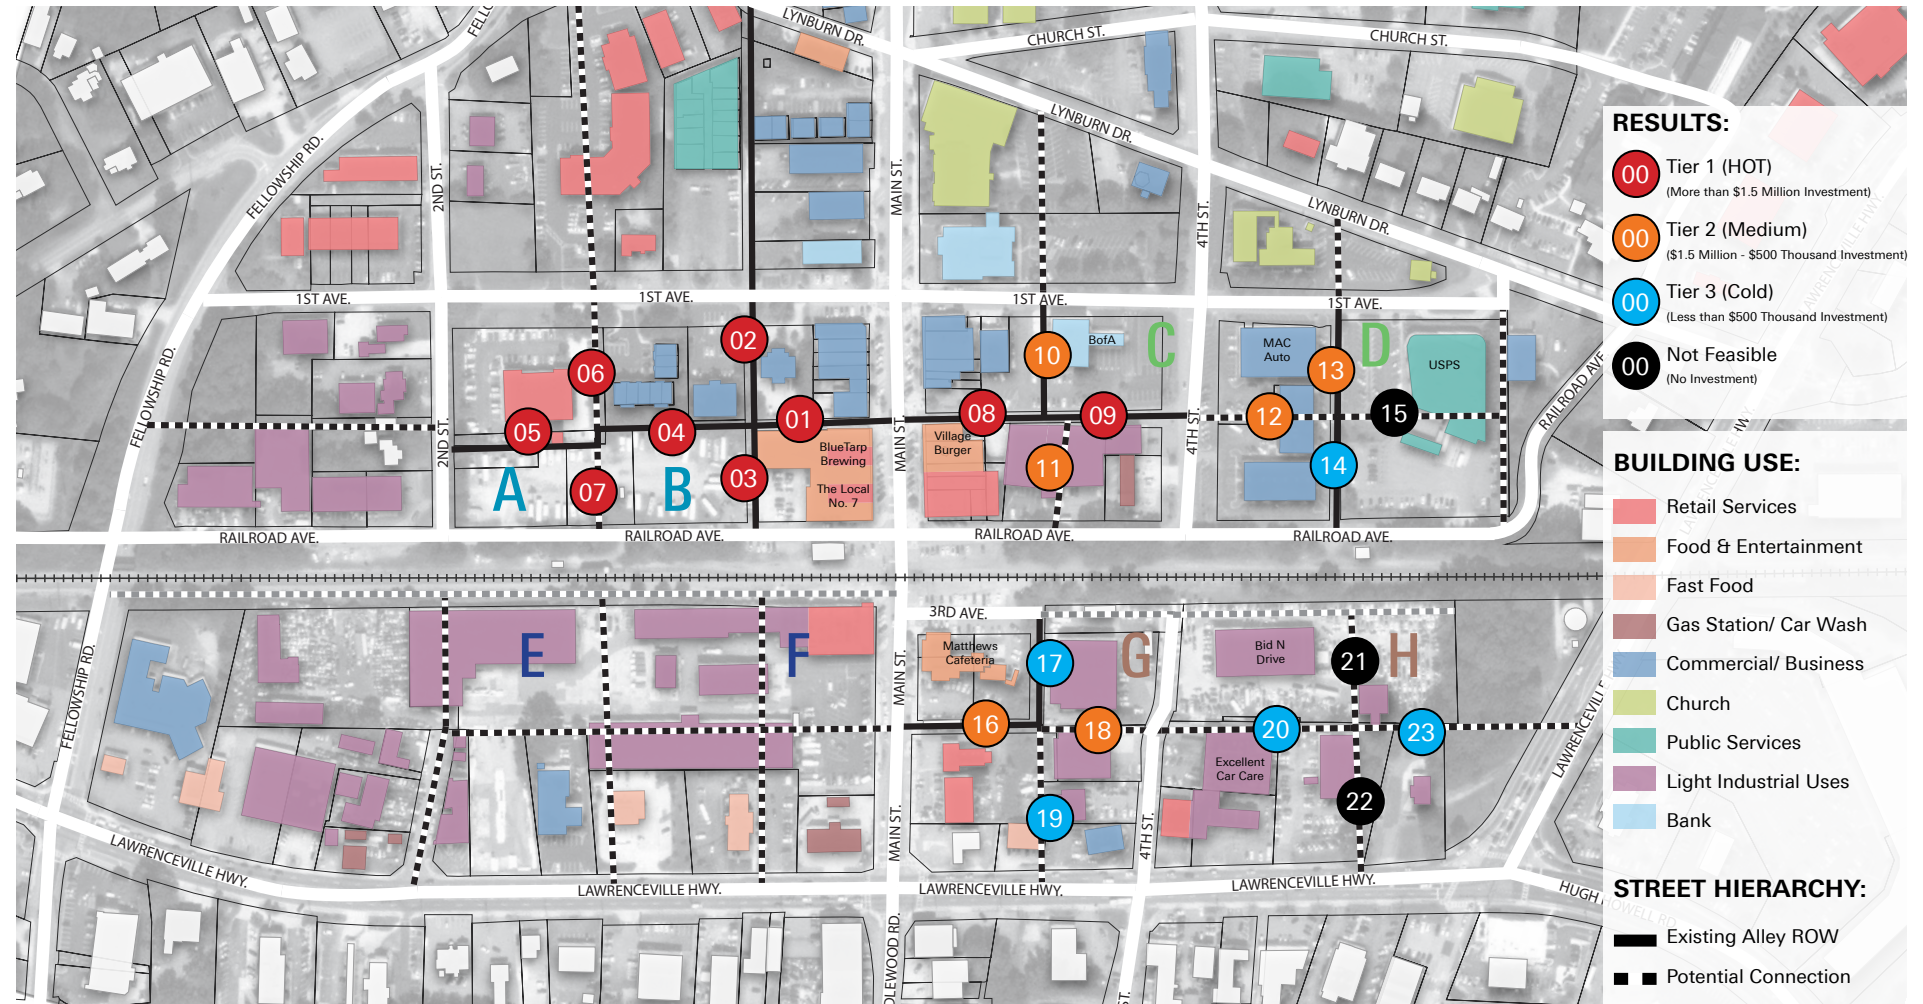 LYNBURN DR.
CHURCH ST.
CHURCH ST.
FELLOWSHIP RD.
2ND ST.
MAIN ST.
LYNBURN DR.
4TH ST.
LYNBURN DR.
1ST AVE.
1ST AVE.
1ST AVE.
1ST AVE.
FELLOWSHIP RD.
2ND ST.
MAIN ST.
4TH ST.
RAILROAD AVE.
02
06
10
BofA
C
MAC
Auto
D
13
USPS
05
04
01
08
09
12
15
BlueTarp
Brewing
The Local
No. 7
Village
Burger
11
14
A
07
B
03
RAILROAD AVE.
RAILROAD AVE.
RAILROAD AVE.
RAILROAD AVE.
3RD AVE.
FELLOWSHIP RD.
E
F
MAIN ST.
Matthews
Cafeteria
17
G
Bid N
Drive
21
H
16
18
20
23
Excellent
Car Care
22
19
MAIN ST.
4TH ST.
LAWRENCEVILLE HWY.
LAWRENCEVILLE HWY.
LAWRENCEVILLE HWY.
LAWRENCEVILLE HWY.
RESULTS:
00 Tier 1 (HOT)
(More than $1.5 Million Investment)
00 Tier 2 (Medium)
($1.5 Million - $500 Thousand Investment)
00 Tier 3 (Cold)
(Less than $500 Thousand Investment)
00 Not Feasible
(No Investment)
BUILDING USE:
Retail Services
Food & Entertainment
Fast Food
Gas Station/ Car Wash
Commercial/ Business
Church
Public Services
Light Industrial Uses
Bank
STREET HIERARCHY:
HUGH HOWELL RD.
Existing Alley ROW
Potential Connection